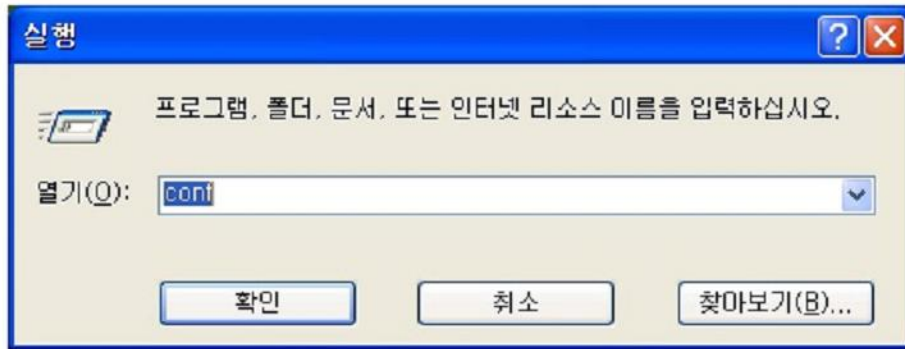 실행
프로그램, 폴더, 문서, 또는 인터넷 리소스 이름을 입력하십시오.
열기(O): conf
확인 취소 찾아보기(B)...